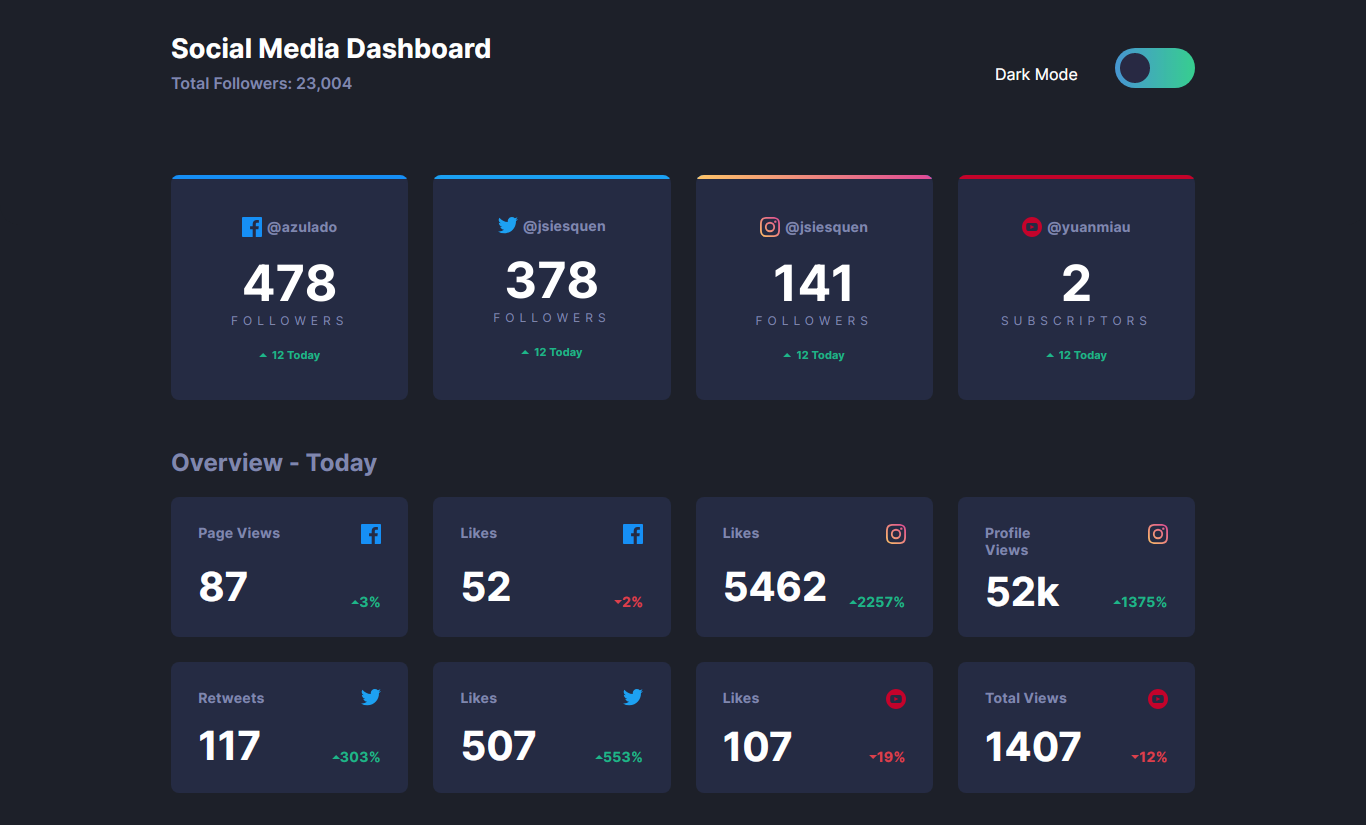 Social Media Dashboard
Total Followers: 23,004
Dark Mode
@azulado
478
FOLLOWERS
12 Today
@jsiesquen
378
FOLLOWERS
12 Today
@jsiesquen
141
FOLLOWERS
12 Today
@yuanmiau
2
SUBSCRIPTORS
12 Today
Overview - Today
Page Views
87
3%
Likes
52
2%
Likes
5462
2257%
Profile
Views
52k
1375%
Retweets
117
303%
Likes
507
553%
Likes
107
19%
Total Views
1407
12%